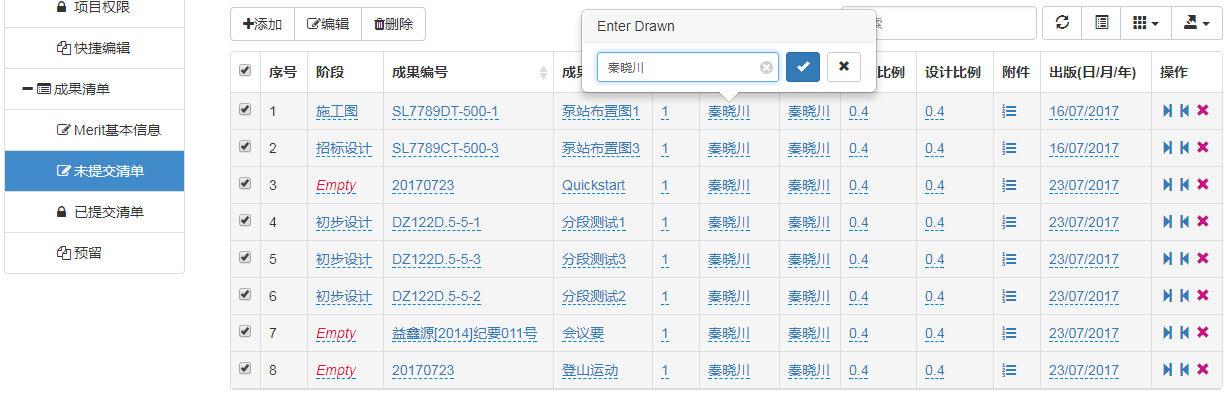 项目权限
快捷编辑
成果清单
Merit基本信息
未提交清单
已提交清单
预留
添加 编辑 删除
Enter Drawn
秦晓川
序号 阶段 成果编号 比例 设计比例 附件 出版(日/月/年) 操作
1 施工图 SL7789DT-500-1 泵站布置图1 1 秦晓川 秦晓川 0.4 0.4 16/07/2017
2 招标设计 SL7789CT-500-3 泵站布置图3 1 秦晓川 秦晓川 0.4 0.4 16/07/2017
3 Empty 20170723 Quickstart 1 秦晓川 秦晓川 0.4 0.4 23/07/2017
4 初步设计 DZ122D.5-5-1 分段测试1 1 秦晓川 秦晓川 0.4 0.4 23/07/2017
5 初步设计 DZ122D.5-5-3 分段测试3 1 秦晓川 秦晓川 0.4 0.4 23/07/2017
6 初步设计 DZ122D.5-5-2 分段测试2 1 秦晓川 秦晓川 0.4 0.4 23/07/2017
7 Empty 益鑫源[2014]纪要011号 会议要 1 秦晓川 秦晓川 0.4 0.4 23/07/2017
8 Empty 20170723 登山运动 1 秦晓川 秦晓川 0.4 0.4 23/07/2017